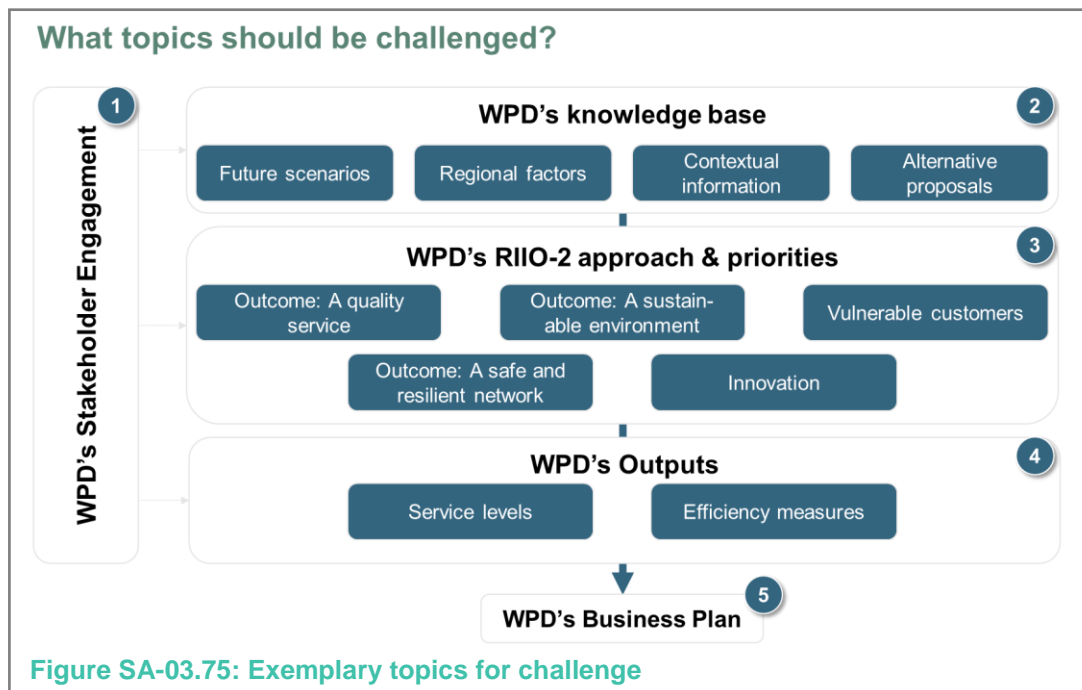 What topics should be challenged?
1
WPD's Stakeholder Engagement
2
WPD's knowledge base
Future scenarios
Regional factors
Contextual
information
Alternative
proposals
3
WPD's RIIO-2 approach & priorities
Outcome: A quality
service
Outcome: A sustain-
able environment
Vulnerable customers
Outcome: A safe and
resilient network
Innovation
4
WPD's Outputs
Service levels
Efficiency measures
5
WPD's Business Plan
Figure SA-03.75: Exemplary topics for challenge